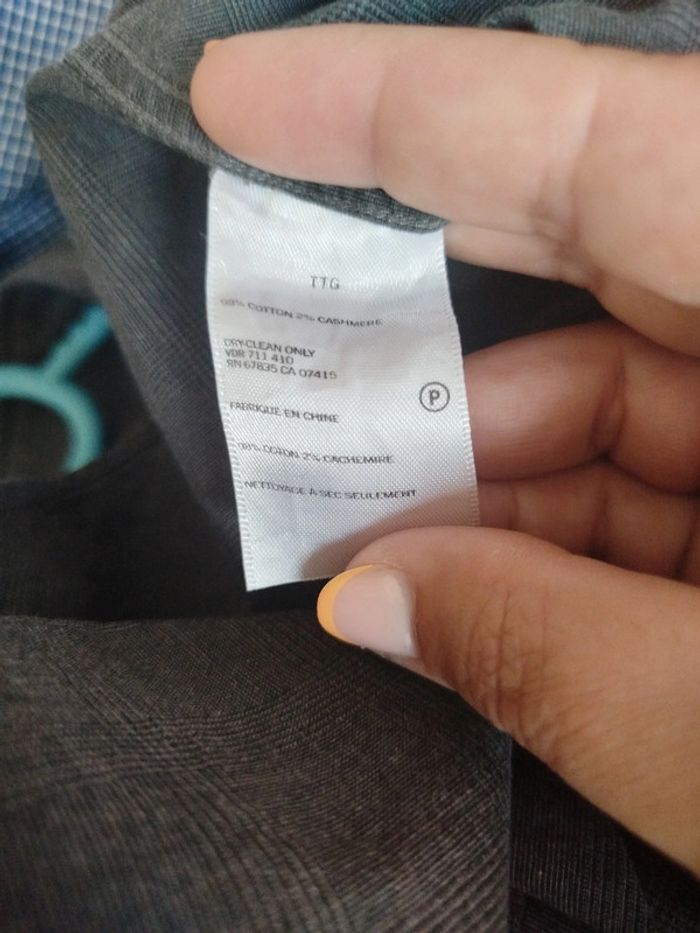 TTG
98% COTTON 2% CASHMERE
DRY-CLEAN ONLY
VDR 711 410
RN 67835 CA 07415
P
FABRIQUE EN CHINE
98% COTON 2% CACHEMIRE
NETTOYAGE À SEC SEULEMENT